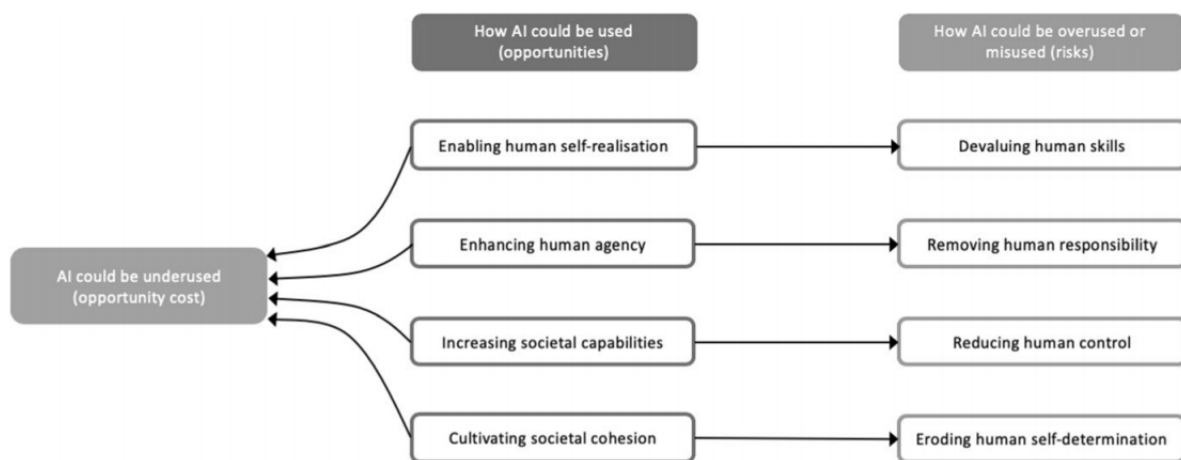 How AI could be used
(opportunities)
How AI could be overused or
misused (risks)
Enabling human self-realisation
Devaluing human skills
Enhancing human agency
Removing human responsibility
AI could be underused
(opportunity cost)
Increasing societal capabilities
Reducing human control
Cultivating societal cohesion
Eroding human self-determination